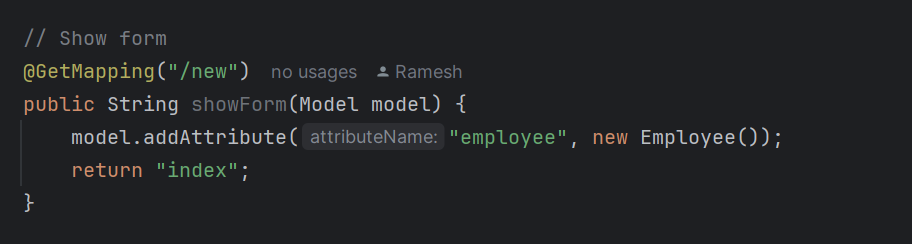 // Show form
@GetMapping("/new") no usages Ramesh
public String showForm(Model model) {
model.addAttribute( attributeName: "employee", new Employee());
return "index";
}